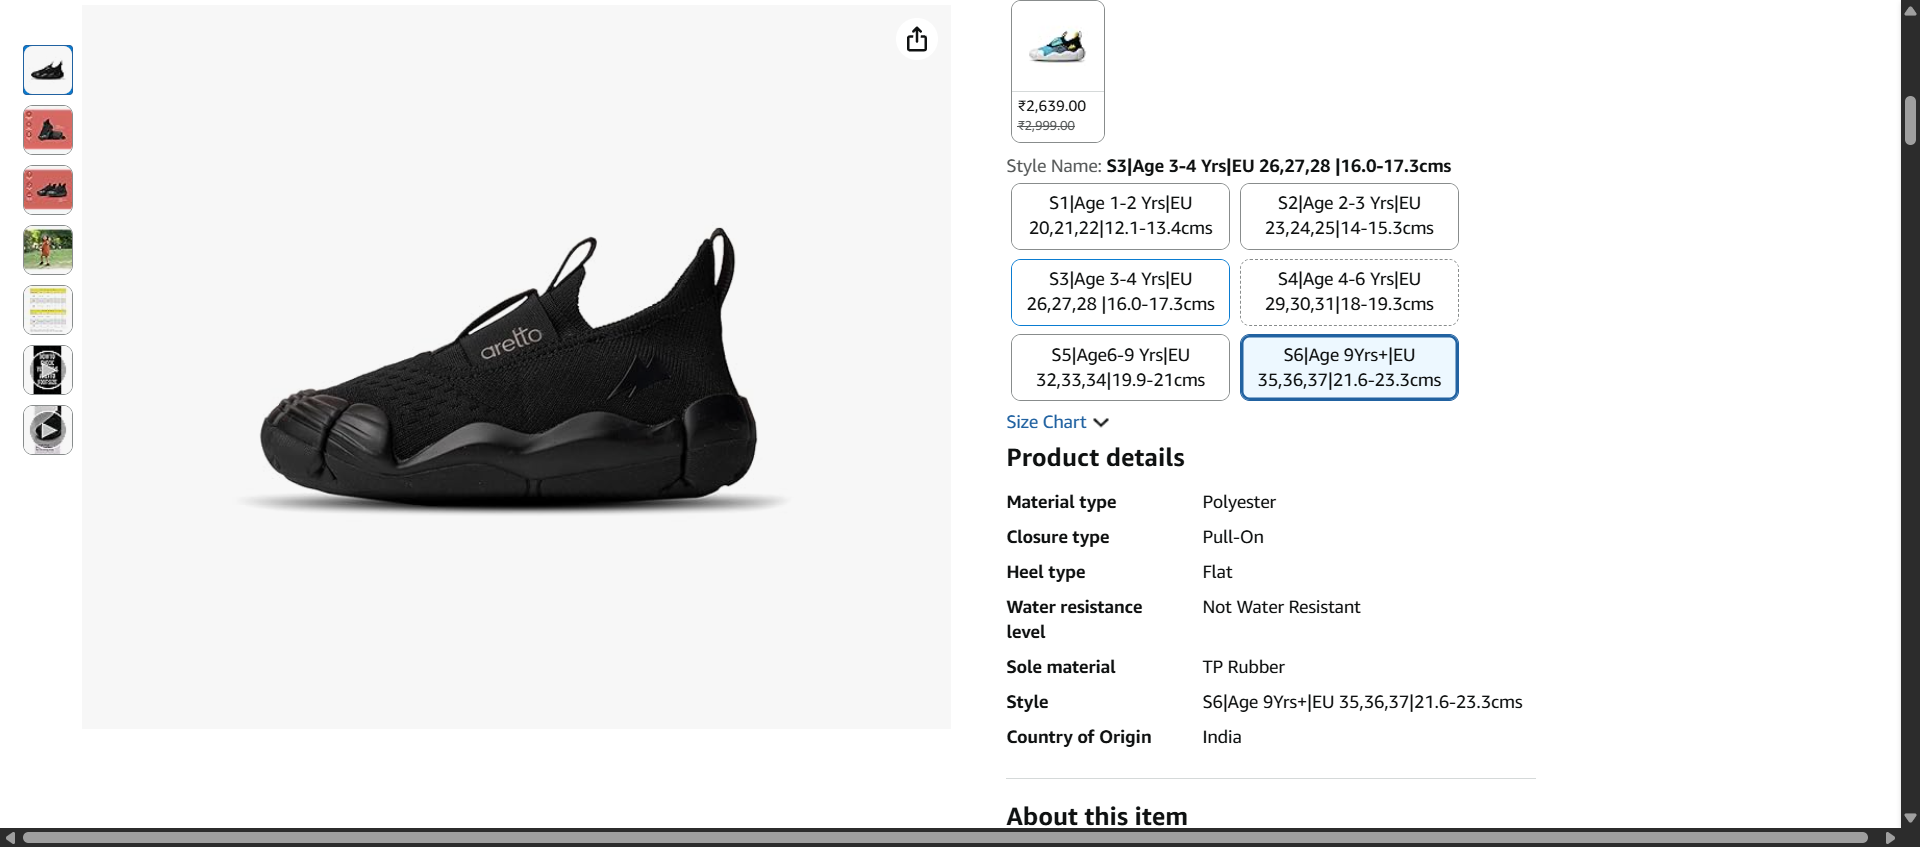 aretto
₹2,639.00
₹2,999.00
Style Name: S3|Age 3-4 Yrs|EU 26,27,28 |16.0-17.3cms
S1|Age 1-2 Yrs|EU
20,21,22|12.1-13.4cms
S2|Age 2-3 Yrs|EU
23,24,25|14-15.3cms
S3|Age 3-4 Yrs|EU
26,27,28 |16.0-17.3cms
S4|Age 4-6 Yrs|EU
29,30,31|18-19.3cms
S5|Age6-9 Yrs|EU
32,33,34|19.9-21cms
S6|Age 9Yrs+|EU
35,36,37|21.6-23.3cms
Size Chart
Product details
Material type Polyester
Closure type Pull-On
Heel type Flat
Water resistance Not Water Resistant
level
Sole material TP Rubber
Style S6|Age 9Yrs+|EU 35,36,37|21.6-23.3cms
Country of Origin India
About this item